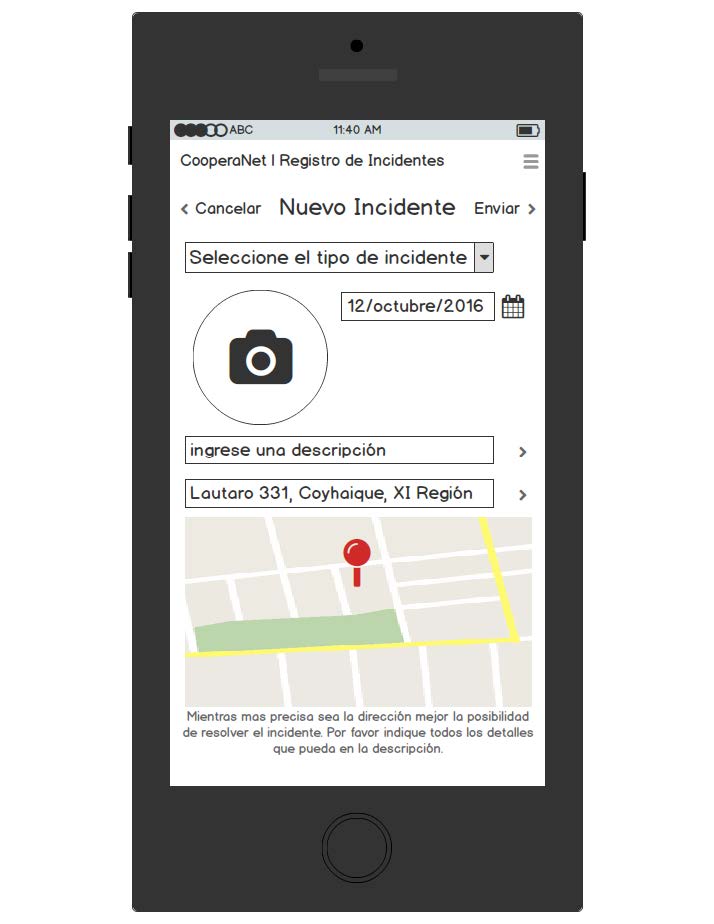 ABC 11:40 AM
CooperaNet | Registro de Incidentes
Cancelar Nuevo Incidente Enviar
Seleccione el tipo de incidente
12/octubre/2016
ingrese una descripción
Lautaro 331, Coyhaique, XI Región
Mientras mas precisa sea la dirección mejor la posibilidad
de resolver el incidente. Por favor indique todos los detalles
que pueda en la descripción.